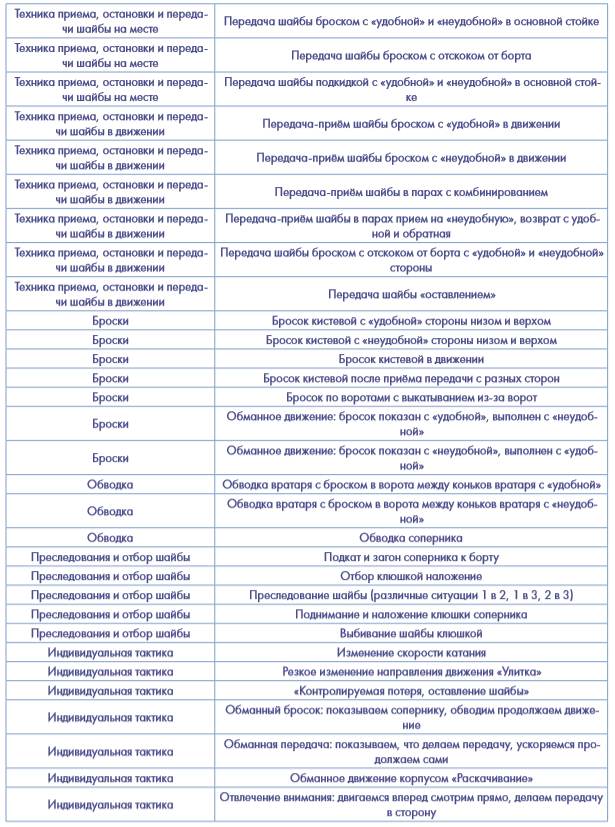 Техника приема, остановки и переда-
чи шайбы на месте
Передача шайбы броском с «удобной» и «неудобной» в основной стойке
Техника приема, остановки и переда-
чи шайбы на месте
Передача шайбы броском с отскоком от борта
Техника приема, остановки и переда-
чи шайбы на месте
Передача шайбы подкидкой с «удобной» и «неудобной» в основной стой-
ке
Техника приема, остановки и переда-
чи шайбы в движении
Передача-приём шайбы броском с «удобной» в движении
Техника приема, остановки и переда-
чи шайбы в движении
Передача-приём шайбы броском с «неудобной» в движении
Техника приема, остановки и переда-
чи шайбы в движении
Передача-приём шайбы в парах с комбинированием
Техника приема, остановки и переда-
чи шайбы в движении
Передача-приём шайбы в парах прием на «неудобную», возврат с удоб-
ной и обратная
Техника приема, остановки и переда-
чи шайбы в движении
Передача шайбы броском с отскоком от борта с «удобной» и «неудобной»
стороны
Техника приема, остановки и переда-
чи шайбы в движении
Передача шайбы «оставлением»
Броски
Бросок кистевой с «удобной» стороны низом и верхом
Броски
Бросок кистевой с «неудобной» стороны низом и верхом
Броски
Бросок кистевой в движении
Броски
Бросок кистевой после приёма передачи с разных сторон
Броски
Бросок по воротами с выкатыванием из-за ворот
Броски
Обманное движение: бросок показан с «удобной», выполнен с «неудоб-
ной»
Броски
Обманное движение: бросок показан с «неудобной», выполнен с «удоб-
ной»
Обводка
Обводка вратаря с броском в ворота между коньков вратаря с «удобной»
Обводка
Обводка вратаря с броском в ворота между коньков вратаря с «неудоб-
ной»
Обводка
Обводка соперника
Преследования и отбор шайбы
Подкат и загон соперника к борту
Преследования и отбор шайбы
Отбор клюшкой наложение
Преследования и отбор шайбы
Преследование шайбы (различные ситуации 1 в 2, 1 в 3, 2 в 3)
Преследования и отбор шайбы
Поднимание и наложение клюшки соперника
Преследования и отбор шайбы
Выбивание шайбы клюшкой
Индивидуальная тактика
Изменение скорости катания
Индивидуальная тактика
Резкое изменение направления движения «Улитка»
Индивидуальная тактика
«Контролируемая потеря, оставление шайбы»
Индивидуальная тактика
Обманный бросок: показываем сопернику, обводим продолжаем движе-
ние
Индивидуальная тактика
Обманная передача: показываем, что делаем передачу, ускоряемся про-
должаем сами
Индивидуальная тактика
Обманное движение корпусом «Раскачивание»
Индивидуальная тактика
Отвлечение внимания: двигаемся вперед смотрим прямо, делаем передачу
в сторону